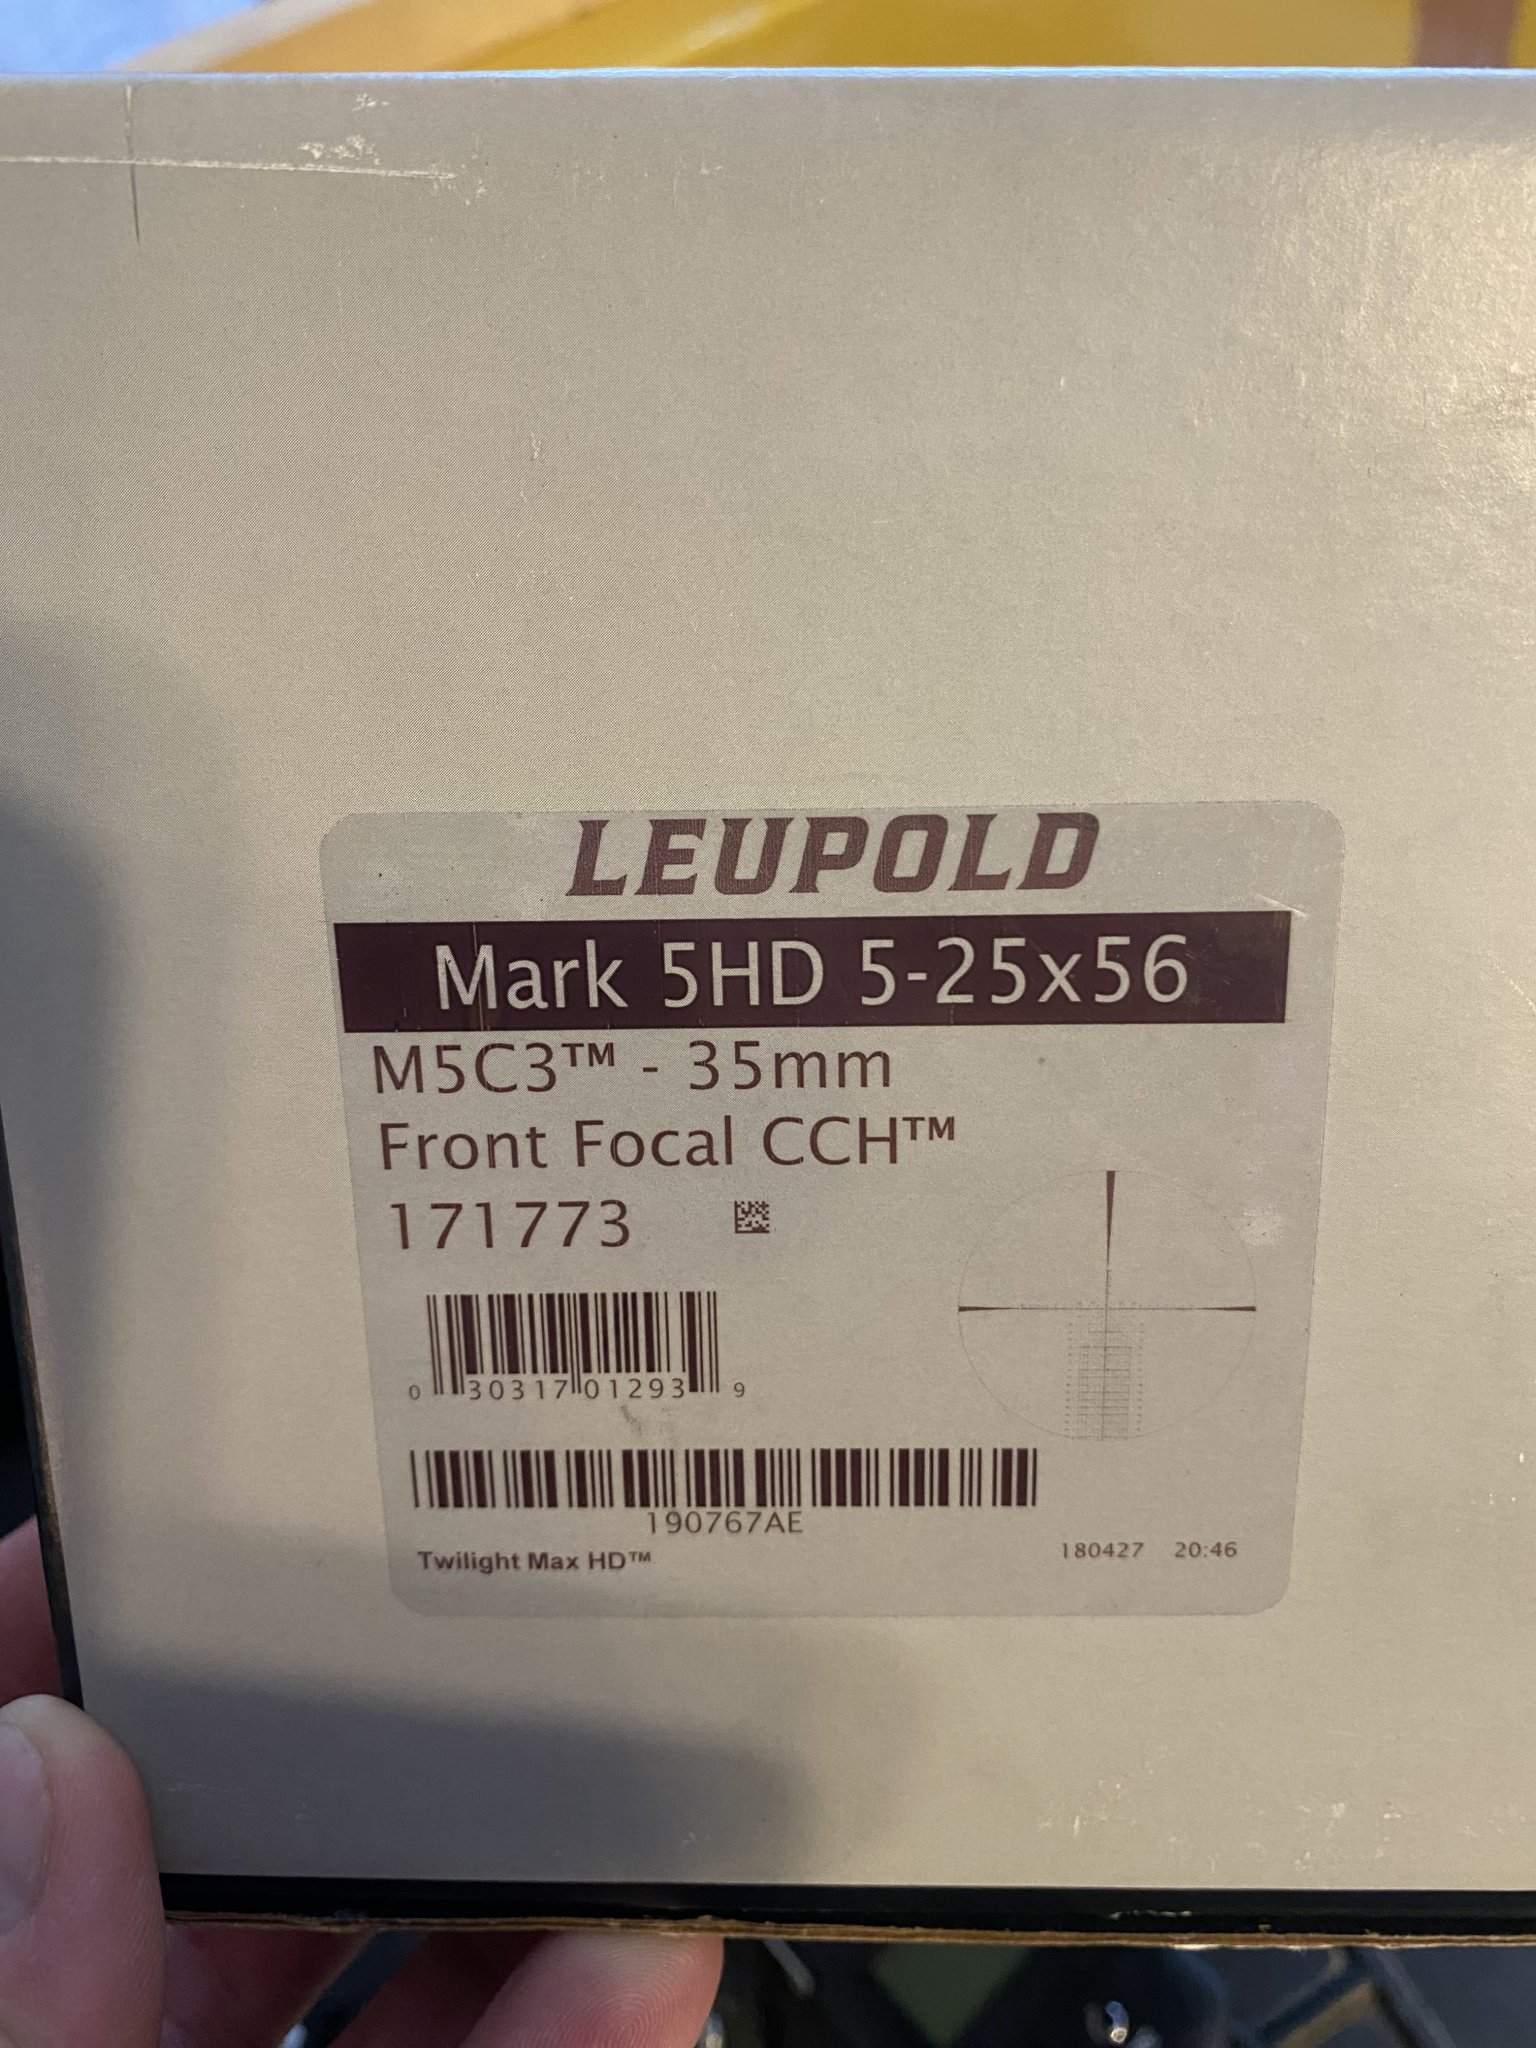 LEUPOLD
Mark 5HD 5-25x56
M5C3™ - 35mm
Front Focal CCH™
171773
0 30317 01293 9
190767AE
Twilight Max HD™ 180427 20:46